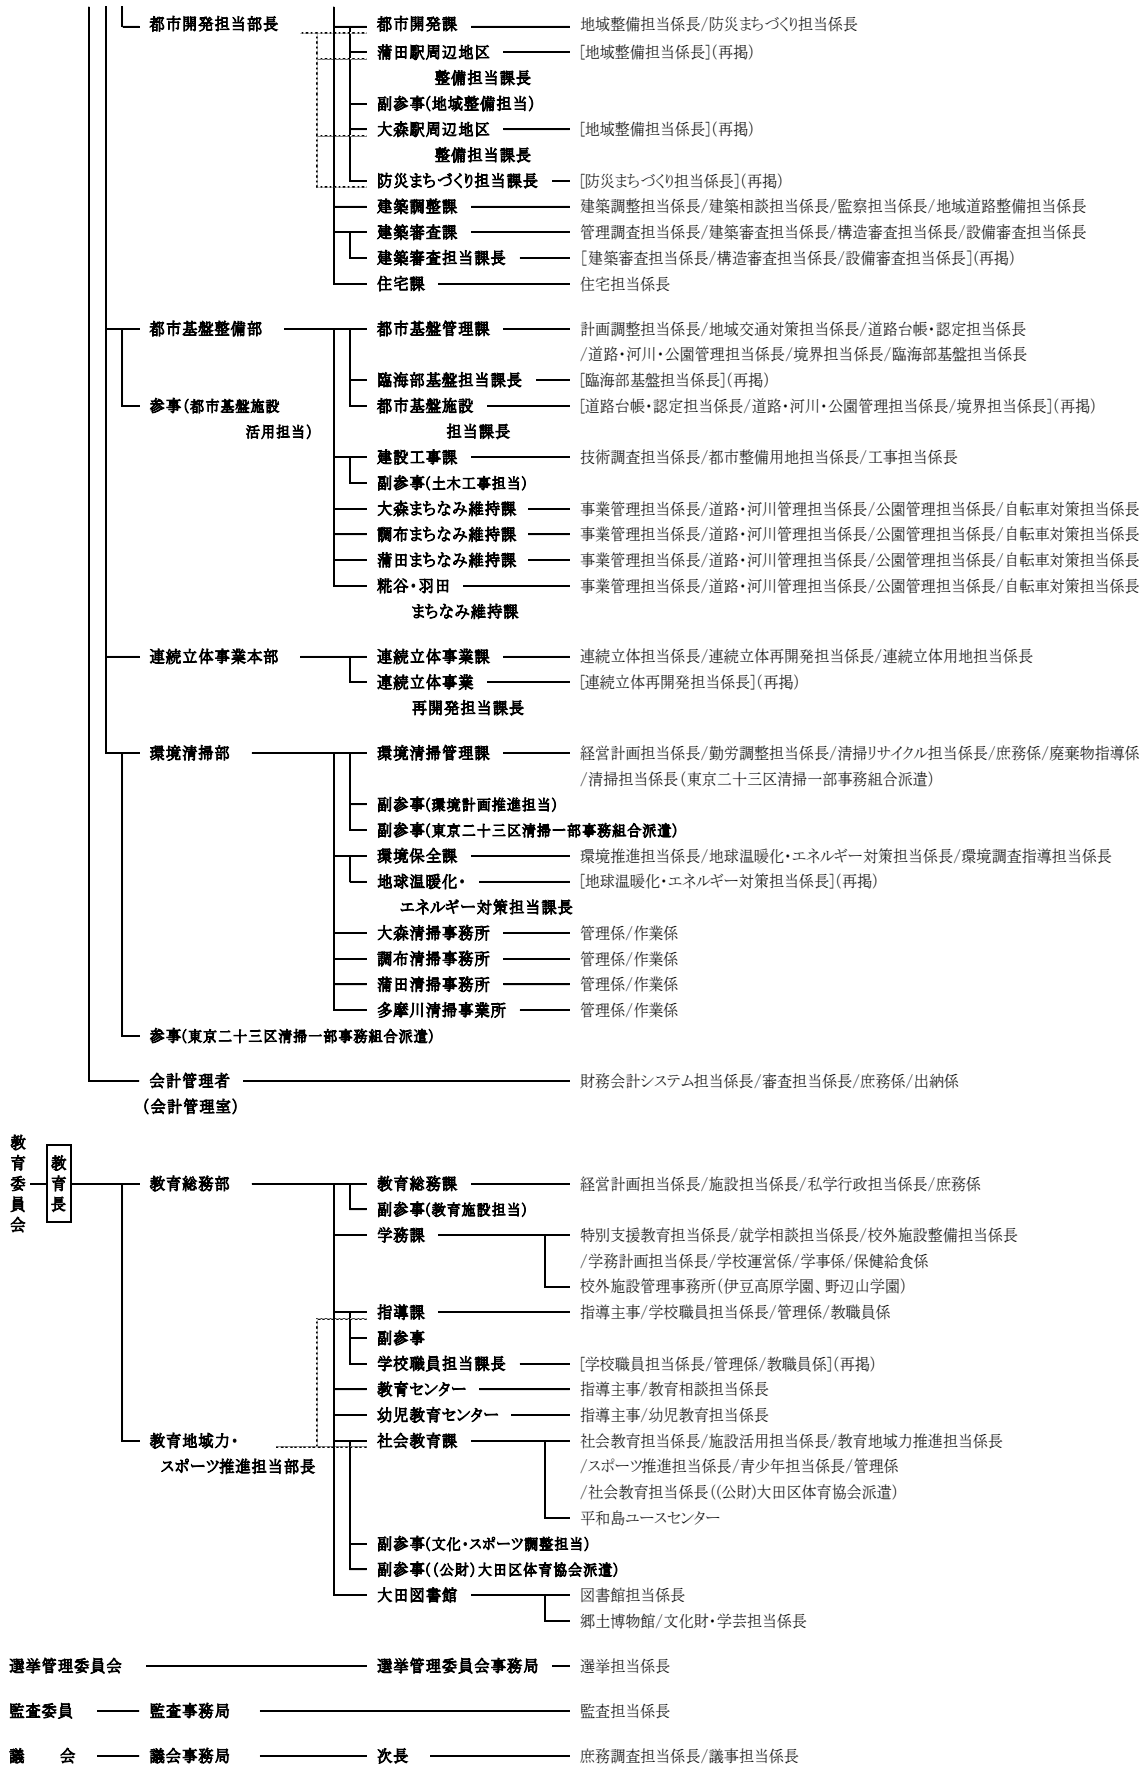 都市開発担当部長 都市開発課 地域整備担当係長/防災まちづくり担当係長
蒲田駅周辺地区 [地域整備担当係長](再掲)
整備担当課長
副参事(地域整備担当)
大森駅周辺地区 [地域整備担当係長](再掲)
整備担当課長
防災まちづくり担当課長 [防災まちづくり担当係長](再掲)
建築調整課 建築調整担当係長/建築相談担当係長/監察担当係長/地域道路整備担当係長
建築審査課 管理調査担当係長/建築審査担当係長/構造審査担当係長/設備審査担当係長
建築審査担当課長 [建築審査担当係長/構造審査担当係長/設備審査担当係長](再掲)
住宅課 住宅担当係長
都市基盤整備部 都市基盤管理課 計画調整担当係長/地域交通対策担当係長/道路台帳・認定担当係長
/道路・河川・公園管理担当係長/境界担当係長/臨海部基盤担当係長
臨海部基盤担当課長 [臨海部基盤担当係長](再掲)
参事(都市基盤施設 都市基盤施設 [道路台帳・認定担当係長/道路・河川・公園管理担当係長/境界担当係長](再掲)
活用担当) 担当課長
建設工事課 技術調査担当係長/都市整備用地担当係長/工事担当係長
副参事(土木工事担当)
大森まちなみ維持課 事業管理担当係長/道路・河川管理担当係長/公園管理担当係長/自転車対策担当係長
調布まちなみ維持課 事業管理担当係長/道路・河川管理担当係長/公園管理担当係長/自転車対策担当係長
蒲田まちなみ維持課 事業管理担当係長/道路・河川管理担当係長/公園管理担当係長/自転車対策担当係長
糀谷・羽田 事業管理担当係長/道路・河川管理担当係長/公園管理担当係長/自転車対策担当係長
まちなみ維持課
連続立体事業本部 連続立体事業課 連続立体担当係長/連続立体再開発担当係長/連続立体用地担当係長
連続立体事業 [連続立体再開発担当係長](再掲)
再開発担当課長
環境清掃部 環境清掃管理課 経営計画担当係長/勤労調整担当係長/清掃リサイクル担当係長/庶務係/廃棄物指導係
/清掃担当係長(東京二十三区清掃一部事務組合派遣)
副参事(環境計画推進担当)
副参事(東京二十三区清掃一部事務組合派遣)
環境保全課 環境推進担当係長/地球温暖化・エネルギー対策担当係長/環境調査指導担当係長
地球温暖化・ [地球温暖化・エネルギー対策担当係長](再掲)
エネルギー対策担当課長
大森清掃事務所 管理係/作業係
調布清掃事務所 管理係/作業係
蒲田清掃事務所 管理係/作業係
多摩川清掃事業所 管理係/作業係
参事(東京二十三区清掃一部事務組合派遣)
会計管理者 財務会計システム担当係長/審査担当係長/庶務係/出納係
(会計管理室)
教育委員会 教育長 教育総務部 教育総務課 経営計画担当係長/施設担当係長/私学行政担当係長/庶務係
副参事(教育施設担当)
学務課 特別支援教育担当係長/就学相談担当係長/校外施設整備担当係長
/学務計画担当係長/学校運営係/学事係/保健給食係
校外施設管理事務所(伊豆高原学園、野辺山学園)
指導課 指導主事/学校職員担当係長/管理係/教職員係
副参事
学校職員担当課長 [学校職員担当係長/管理係/教職員係](再掲)
教育センター 指導主事/教育相談担当係長
幼児教育センター 指導主事/幼児教育担当係長
教育地域力・ 社会教育課 社会教育担当係長/施設活用担当係長/教育地域力推進担当係長
スポーツ推進担当部長 /スポーツ推進担当係長/青少年担当係長/管理係
/社会教育担当係長((公財)大田区体育協会派遣)
平和島ユースセンター
副参事(文化・スポーツ調整担当)
副参事((公財)大田区体育協会派遣)
大田図書館 図書館担当係長
郷土博物館/文化財・学芸担当係長
選挙管理委員会 選挙管理委員会事務局 選挙担当係長
監査委員 監査事務局 監査担当係長
議 会 議会事務局 次長 庶務調査担当係長/議事担当係長